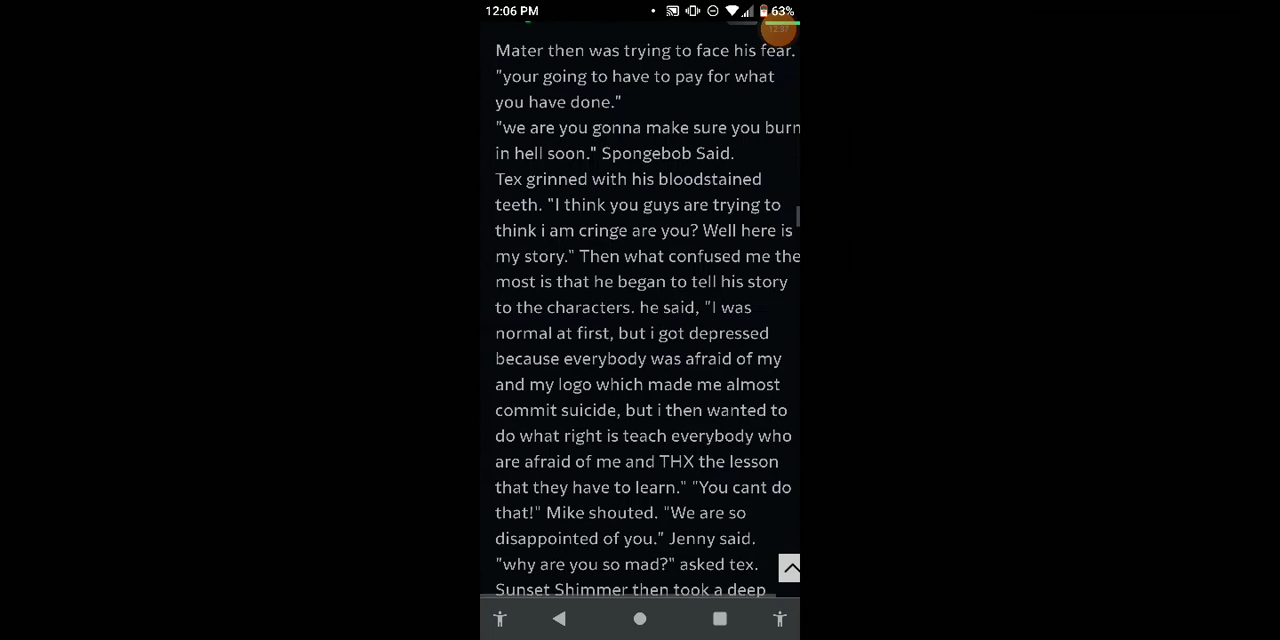 12:06 PM
63%
12:37
Mater then was trying to face his fear.
"your going to have to pay for what
you have done."
"we are you gonna make sure you burn
in hell soon." Spongebob Said.
Tex grinned with his bloodstained
teeth. "I think you guys are trying to
think i am cringe are you? Well here is
my story." Then what confused me the
most is that he began to tell his story
to the characters. he said, "I was
normal at first, but i got depressed
because everybody was afraid of my
and my logo which made me almost
commit suicide, but i then wanted to
do what right is teach everybody who
are afraid of me and THX the lesson
that they have to learn." "You cant do
that!" Mike shouted. "We are so
disappointed of you." Jenny said.
"why are you so mad?" asked tex.
Sunset Shimmer then took a deep